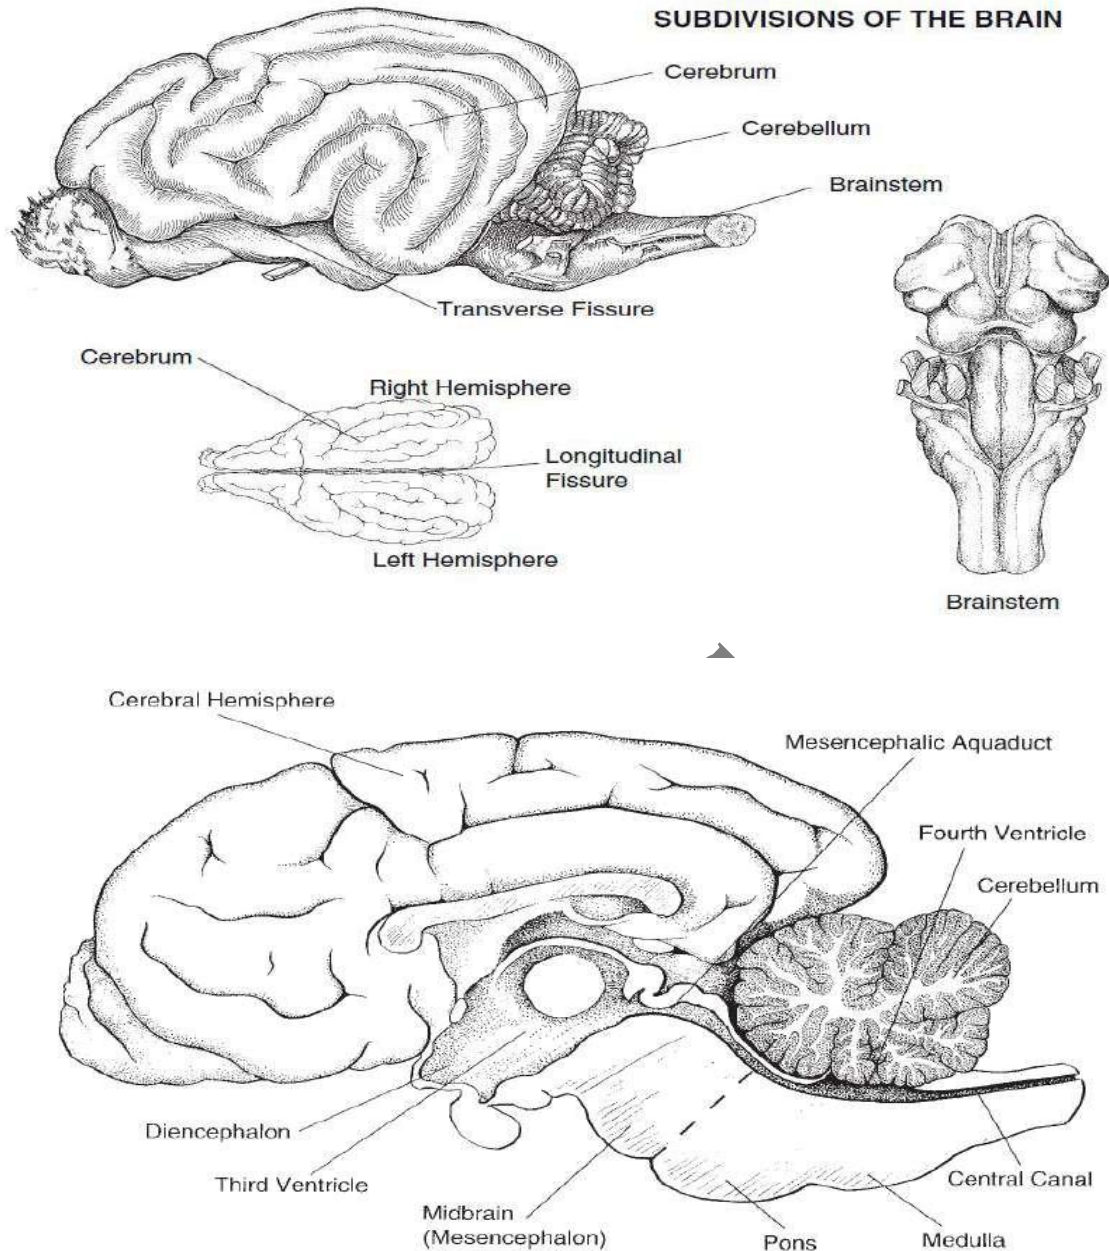 SUBDIVISIONS OF THE BRAIN
Cerebrum
Cerebellum
Brainstem
Transverse Fissure
Cerebrum
Right Hemisphere
Longitudinal
Fissure
Left Hemisphere
Brainstem
Cerebral Hemisphere
Mesencephalic Aquaduct
Fourth Ventricle
Cerebellum
Diencephalon
Third Ventricle
Central Canal
Midbrain
(Mesencephalon)
Pons
Medulla